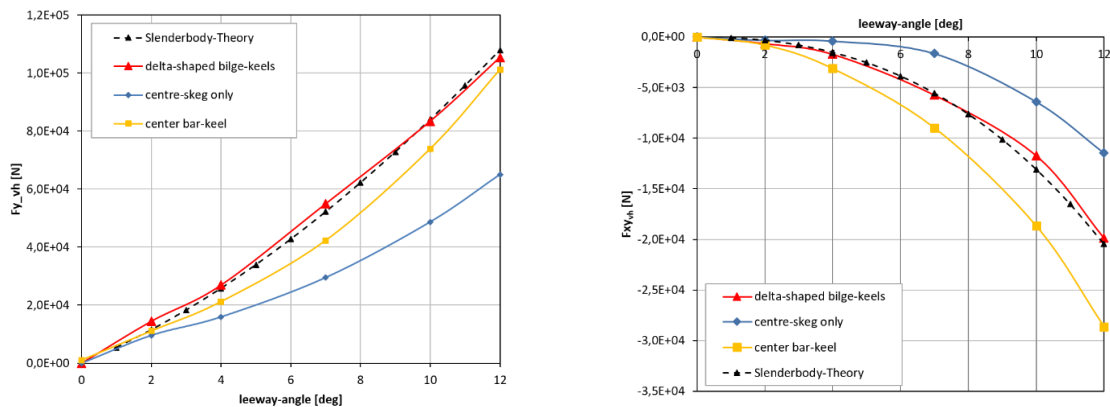 1,2E+05
1,0E+05
8,0E+04
6,0E+04
4,0E+04
2,0E+04
0,0E+00
Fy_vh [N]
Slenderbody-Theory
delta-shaped bilge-keels
centre-skeg only
center bar-keel
0 2 4 6 8 10 12
leeway-angle [deg]
leeway-angle [deg]
0,0E+00
0 2 4 6 8 10 12
-5,0E+03
-1,0E+04
-1,5E+04
-2,0E+04
-2,5E+04
-3,0E+04
-3,5E+04
Fxy_vh [N]
delta-shaped bilge-keels
centre-skeg only
center bar-keel
Slenderbody-Theory